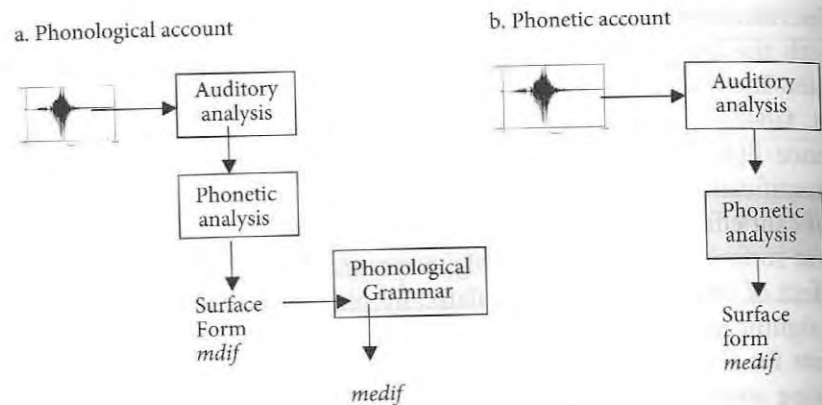 a. Phonological account
Auditory
analysis
Phonetic
analysis
Surface
Form
mdif
Phonological
Grammar
medif
b. Phonetic account
Auditory
analysis
Phonetic
analysis
Surface
form
medif